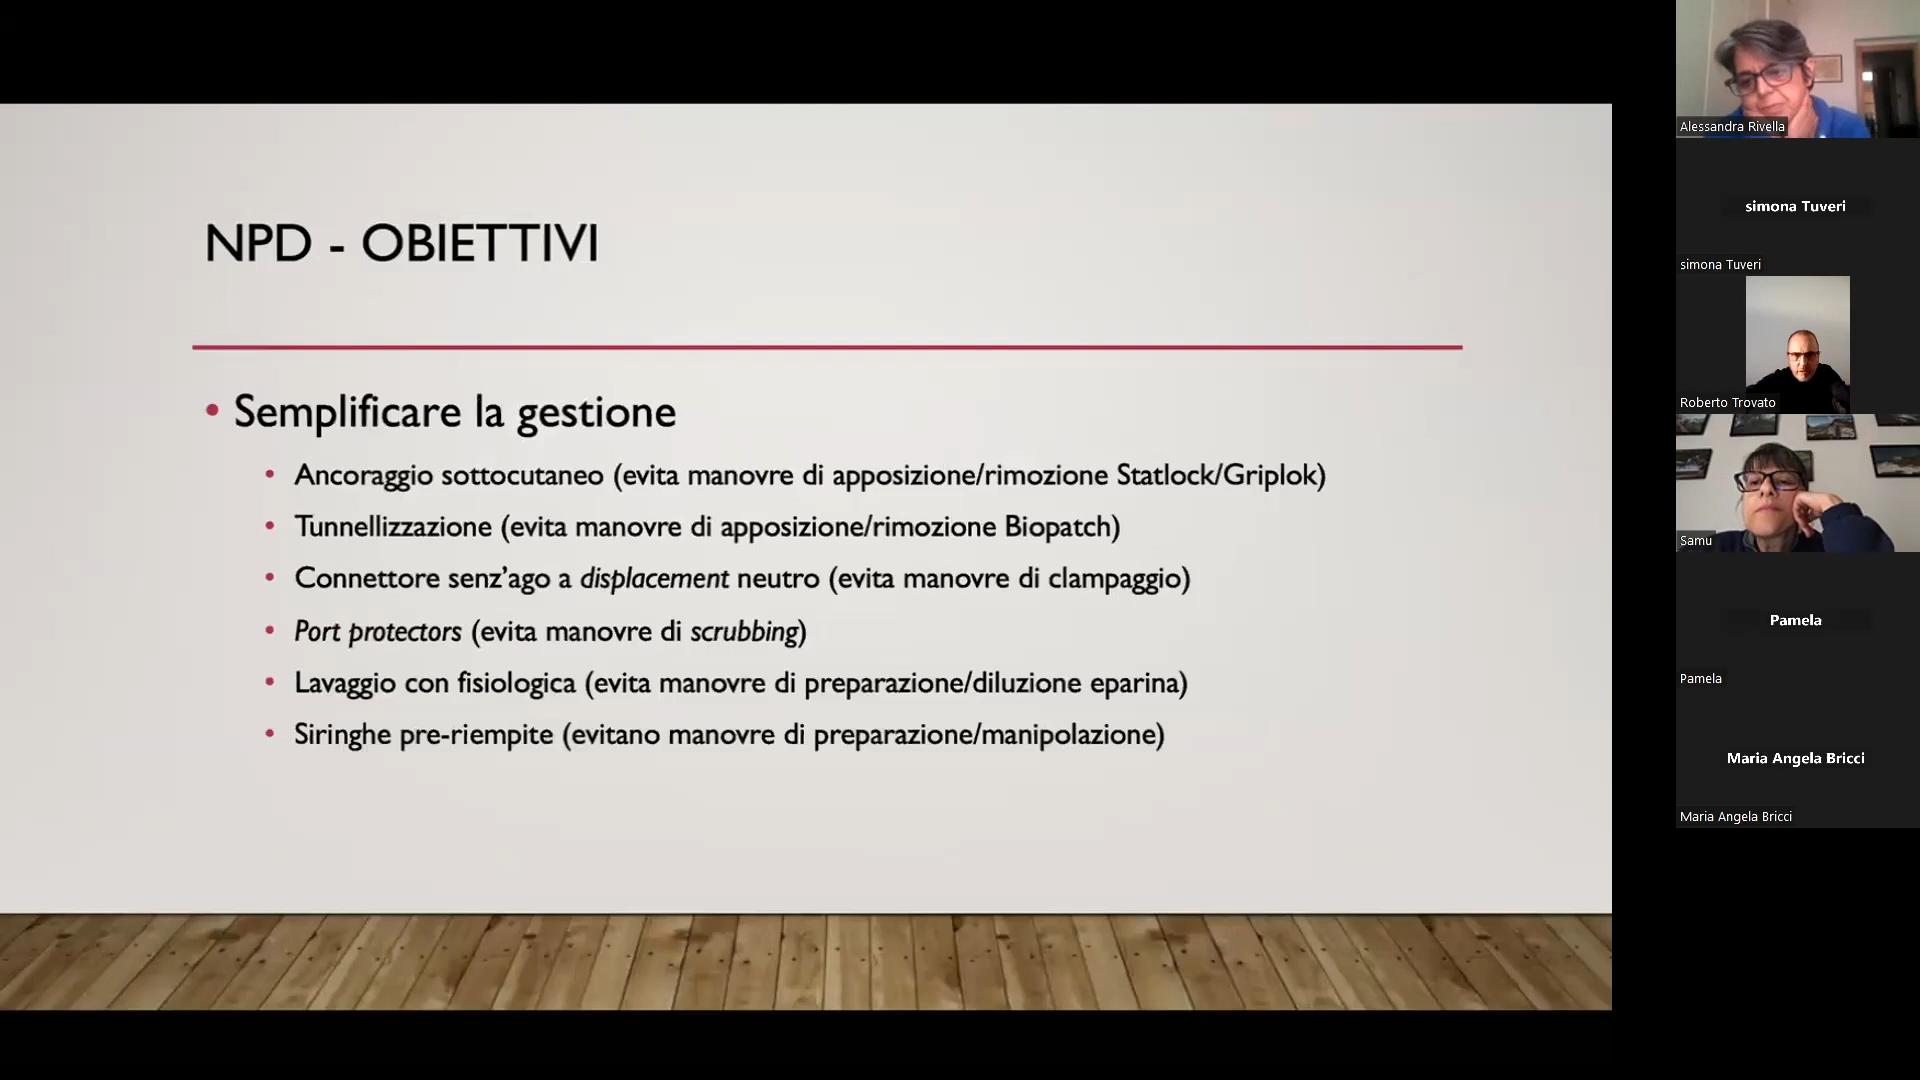 NPD - OBIETTIVI
• Semplificare la gestione
• Ancoraggio sottocutaneo (evita manovre di apposizione/rimozione Statlock/Griplok)
• Tunnellizzazione (evita manovre di apposizione/rimozione Biopatch)
• Connettore senz’ago a displacement neutro (evita manovre di clampaggio)
• Port protectors (evita manovre di scrubbing)
• Lavaggio con fisiologica (evita manovre di preparazione/diluzione eparina)
• Siringhe pre-riempite (evitano manovre di preparazione/manipolazione)
Alessandra Rivella
simona Tuveri
simona Tuveri
Roberto Trovato
Samu
Pamela
Pamela
Maria Angela Bricci
Maria Angela Bricci